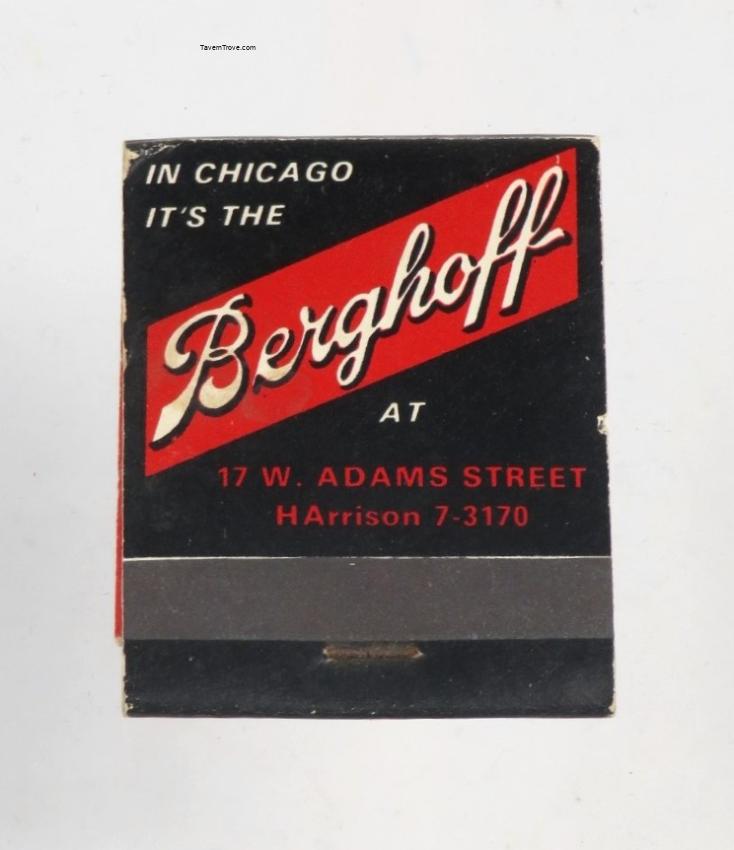 TavernTrove.com
IN CHICAGO
IT'S THE
Berghoff
AT
17 W. ADAMS STREET
HArrison 7-3170